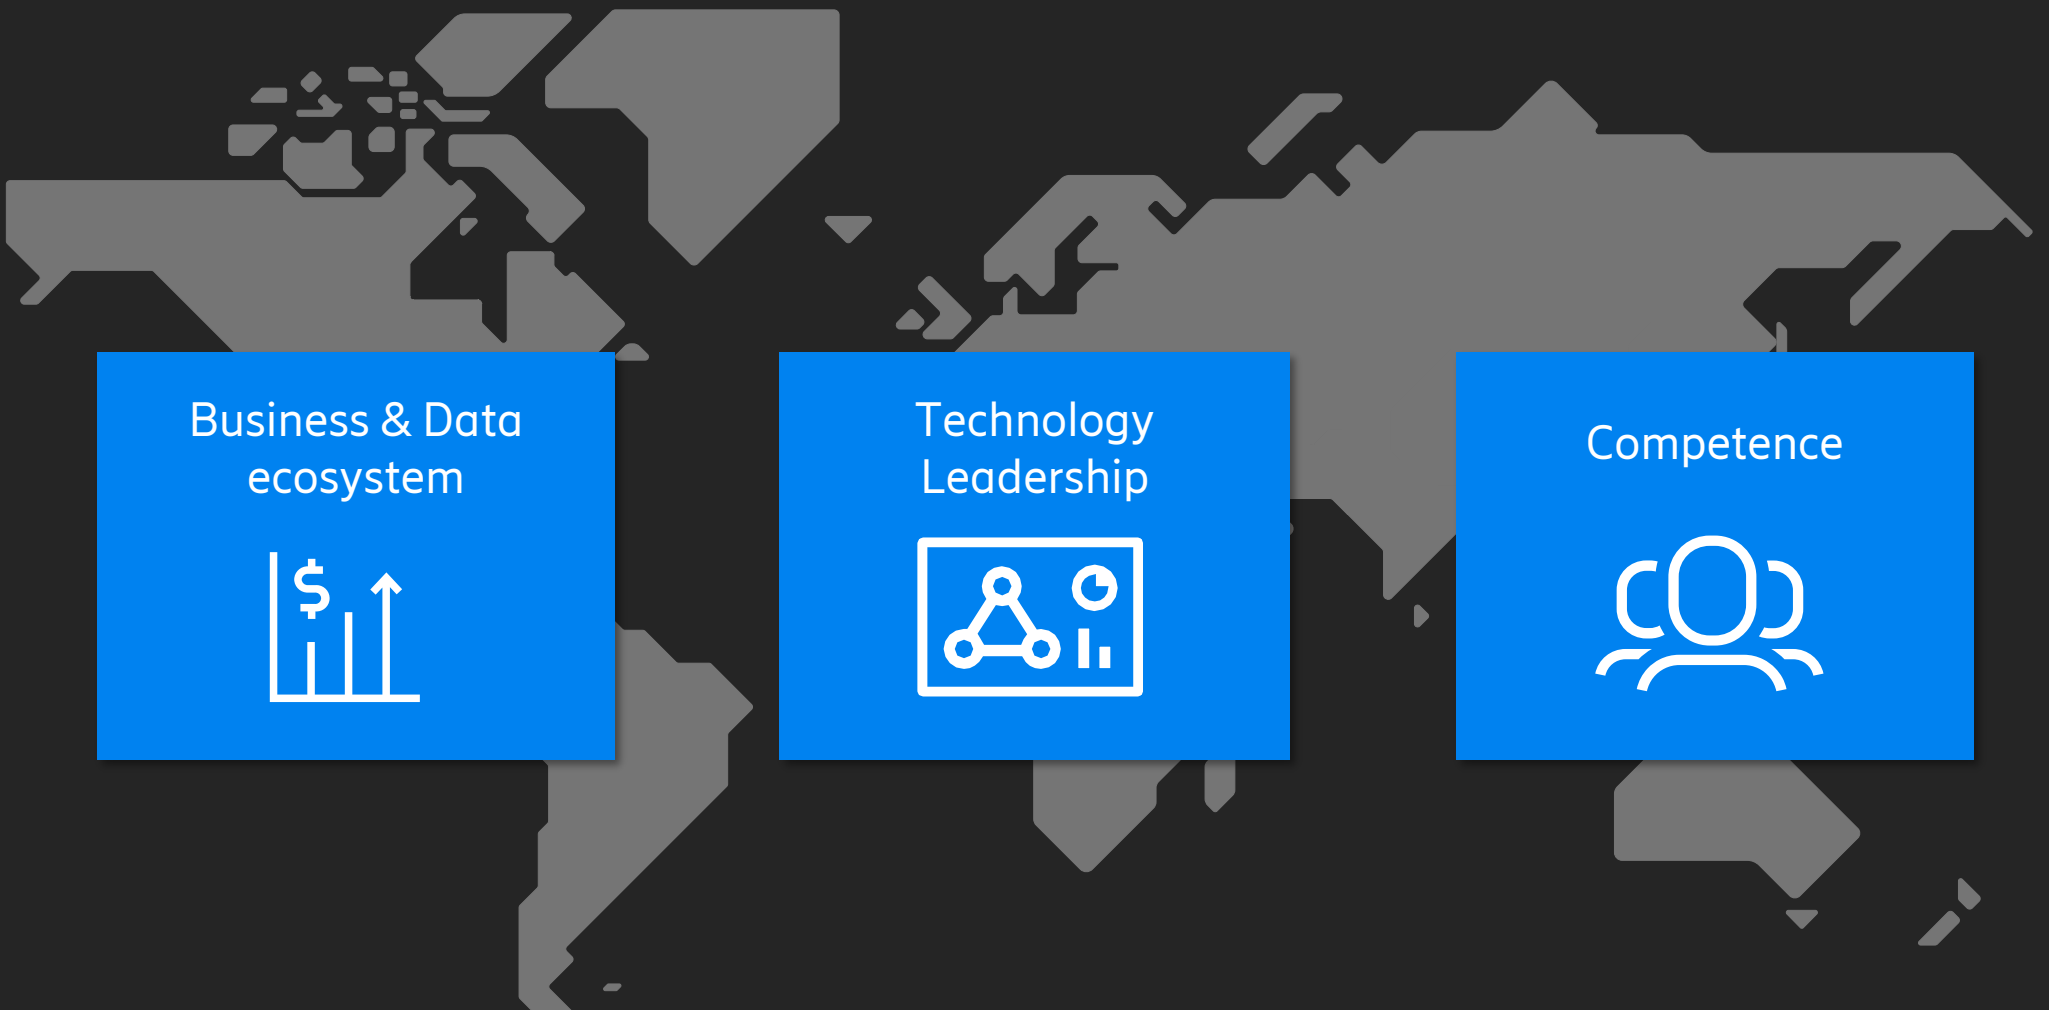 Business & Data
ecosystem
$
Technology
Leadership
Competence